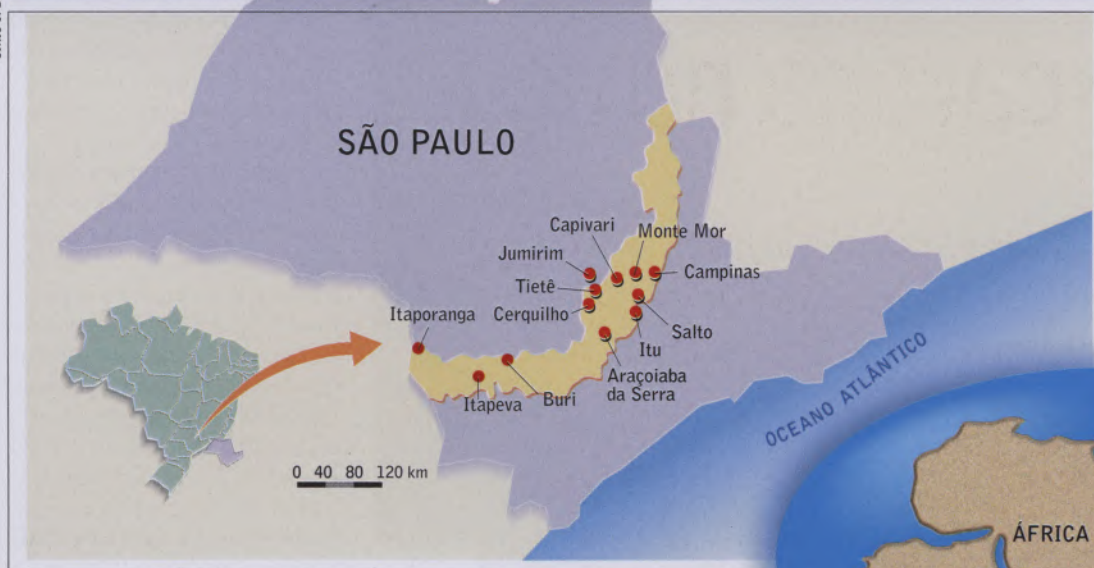 SÃO PAULO
Capivari
Monte Mor
Jumirim
Campinas
Tietê
Itaporanga
Cerquilho
Salto
Itu
Araçoiaba
da Serra
Itapeva
Buri
0 40 80 120 km
OCEANO ATLÂNTICO
ÁFRICA